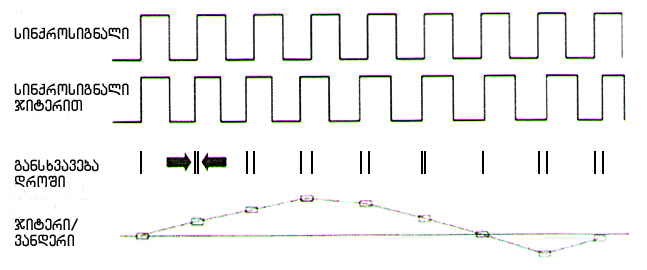 სინქროსიგნალი
სინქროსიგნალი
ჯიტერით
განსხვავება
დროში
ჯიტერი/
ვანდერი